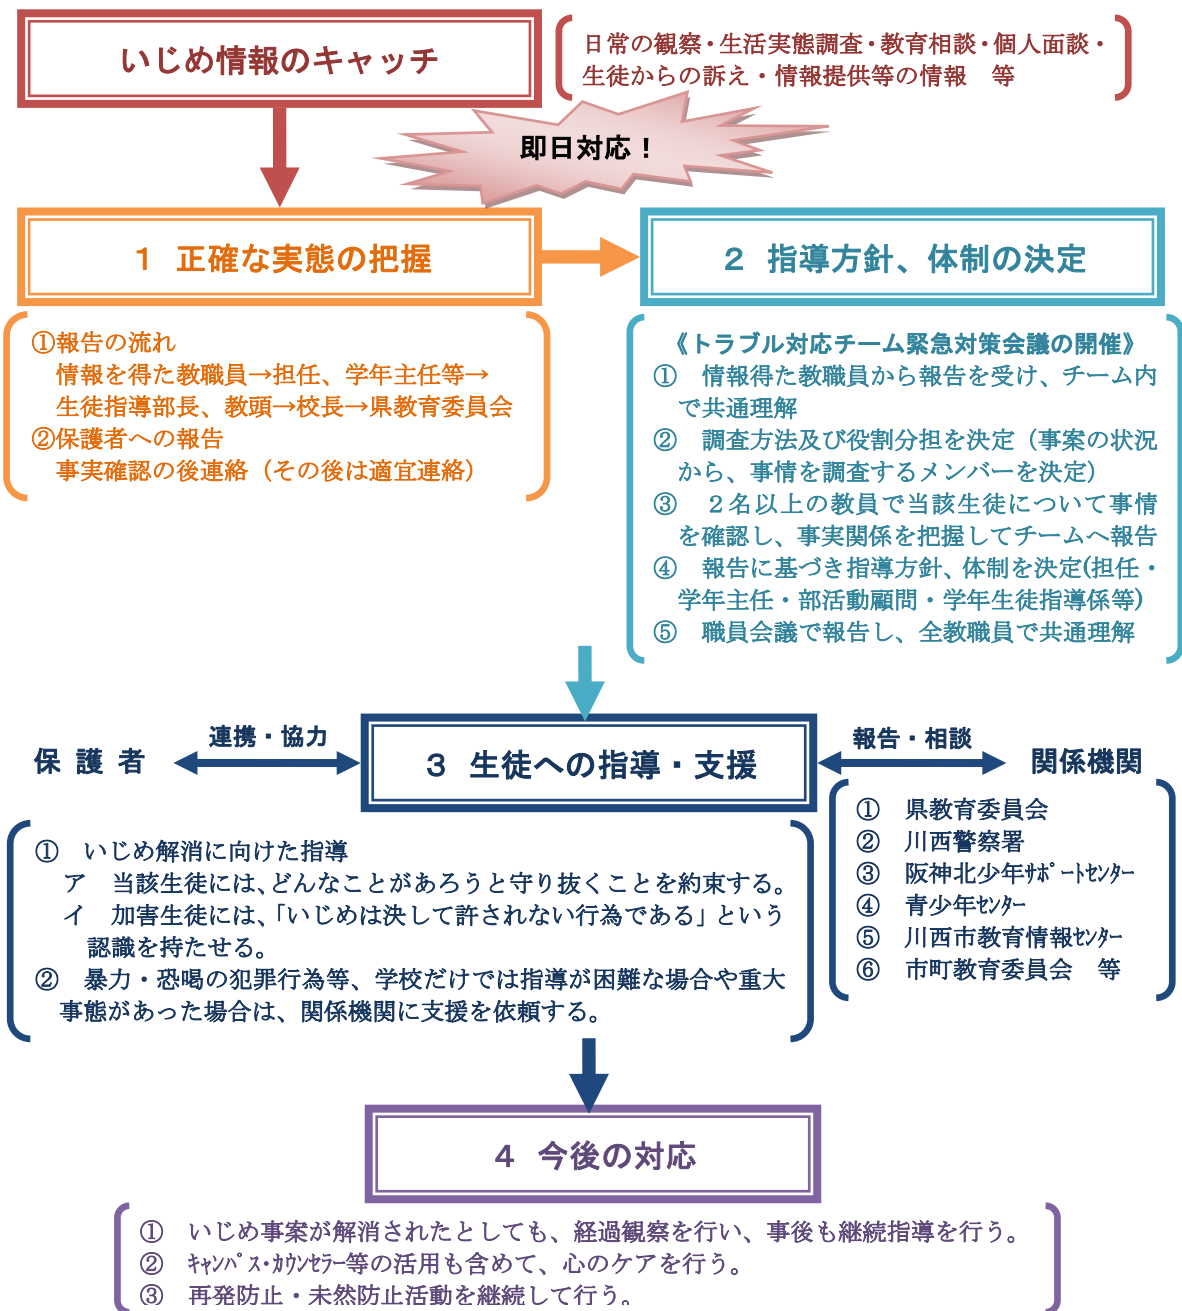 いじめ情報のキャッチ
日常の観察・生活実態調査・教育相談・個人面談・
生徒からの訴え・情報提供等の情報　等
即日対応！
１　正確な実態の把握
２　指導方針、体制の決定
①報告の流れ
情報を得た教職員→担任、学年主任等→
生徒指導部長、教頭→校長→県教育委員会
②保護者への報告
事実確認の後連絡（その後は適宜連絡）
《トラブル対応チーム緊急対策会議の開催》
①　情報得た教職員から報告を受け、チーム内
で共通理解
②　調査方法及び役割分担を決定（事案の状況
から、事情を調査するメンバーを決定）
③　２名以上の教員で当該生徒について事情
を確認し、事実関係を把握してチームへ報告
④　報告に基づき指導方針、体制を決定(担任・
学年主任・部活動顧問・学年生徒指導係等)
⑤　職員会議で報告し、全教職員で共通理解
保 護 者
連携・協力
３　生徒への指導・支援
報告・相談
関係機関
①　いじめ解消に向けた指導
ア　当該生徒には、どんなことがあろうと守り抜くことを約束する。
イ　加害生徒には、「いじめは決して許されない行為である」という
認識を持たせる。
②　暴力・恐喝の犯罪行為等、学校だけでは指導が困難な場合や重大
事態があった場合は、関係機関に支援を依頼する。
①　県教育委員会
②　川西警察署
③　阪神北少年ｻﾎﾟｰﾄｾﾝﾀｰ
④　青少年ｾﾝﾀｰ
⑤　川西市教育情報ｾﾝﾀｰ
⑥　市町教育委員会　等
４　今後の対応
①　いじめ事案が解消されたとしても、経過観察を行い、事後も継続指導を行う。
②　ｷｬﾝﾊﾟｽ・ｶｳﾝｾﾗｰ等の活用も含めて、心のケアを行う。
③　再発防止・未然防止活動を継続して行う。